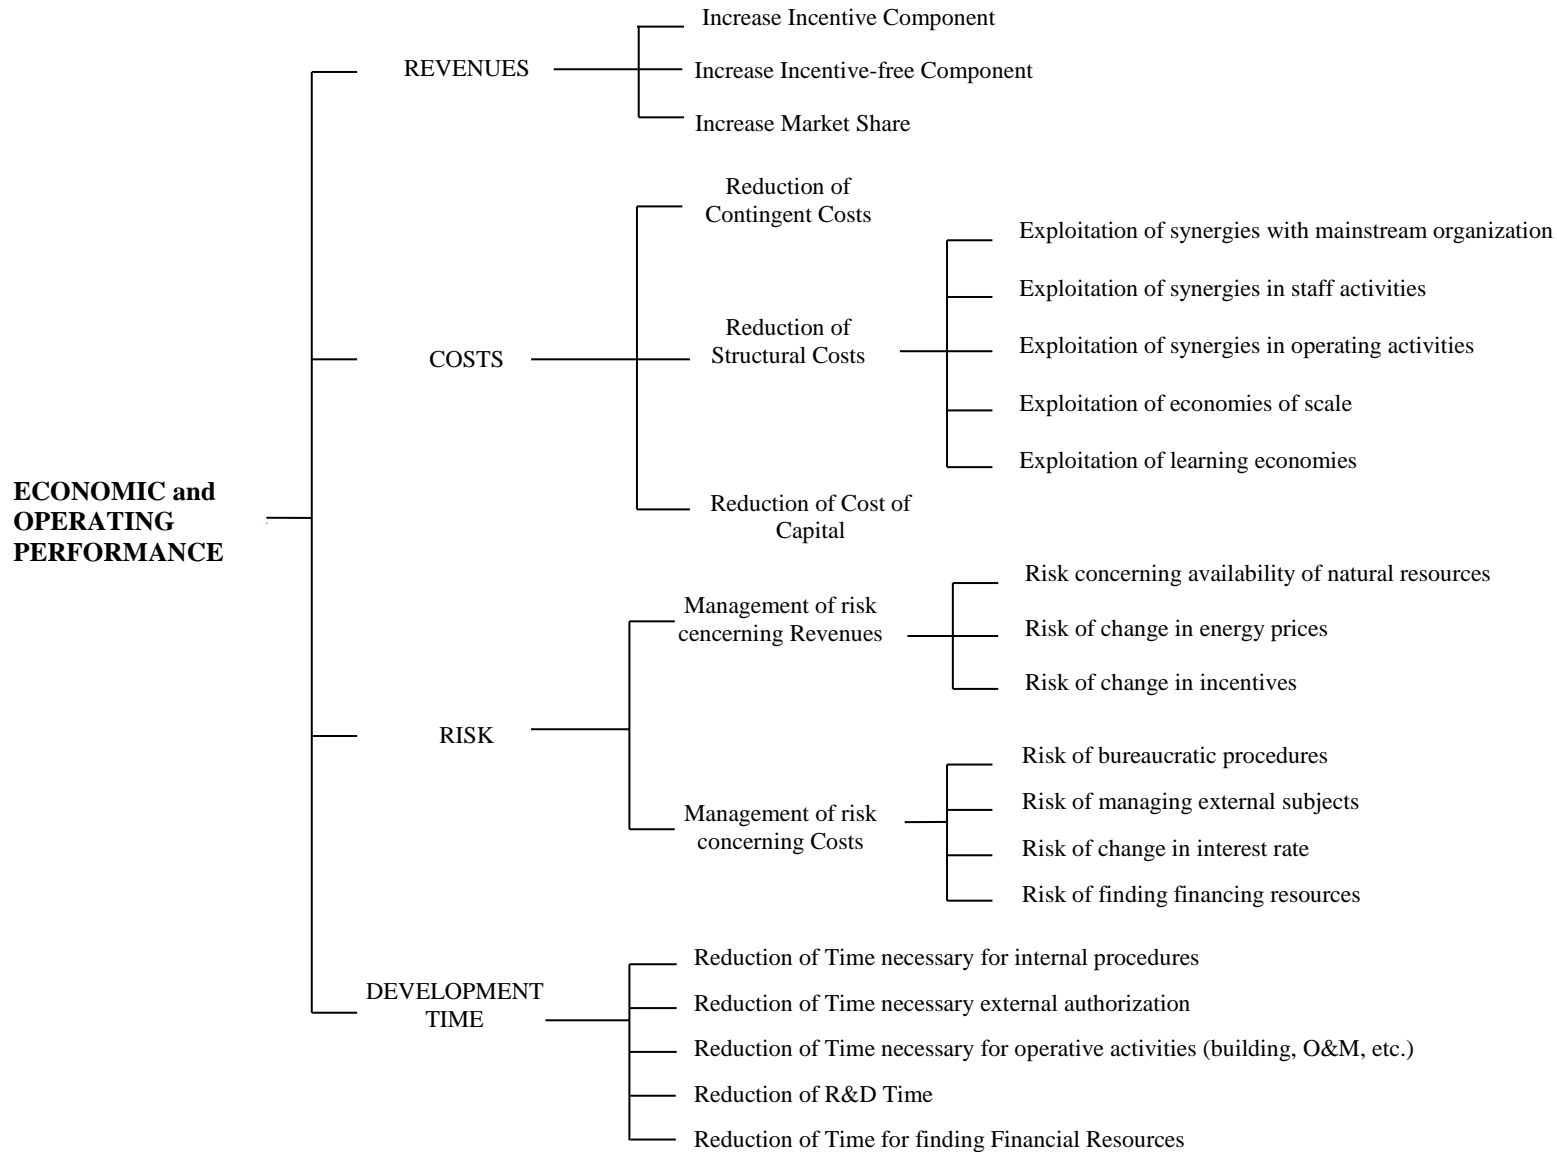 Increase Incentive Component
REVENUES
Increase Incentive-free Component
Increase Market Share
Reduction of
Contingent Costs
Exploitation of synergies with mainstream organization
Exploitation of synergies in staff activities
Reduction of
Structural Costs
Exploitation of synergies in operating activities
COSTS
Exploitation of economies of scale
Exploitation of learning economies
Reduction of Cost of
Capital
ECONOMIC and
OPERATING
PERFORMANCE
Risk concerning availability of natural resources
Management of risk
cencerning Revenues
Risk of change in energy prices
Risk of change in incentives
RISK
Risk of bureaucratic procedures
Risk of managing external subjects
Management of risk
concerning Costs
Risk of change in interest rate
Risk of finding financing resources
Reduction of Time necessary for internal procedures
DEVELOPMENT
TIME
Reduction of Time necessary external authorization
Reduction of Time necessary for operative activities (building, O&M, etc.)
Reduction of R&D Time
Reduction of Time for finding Financial Resources